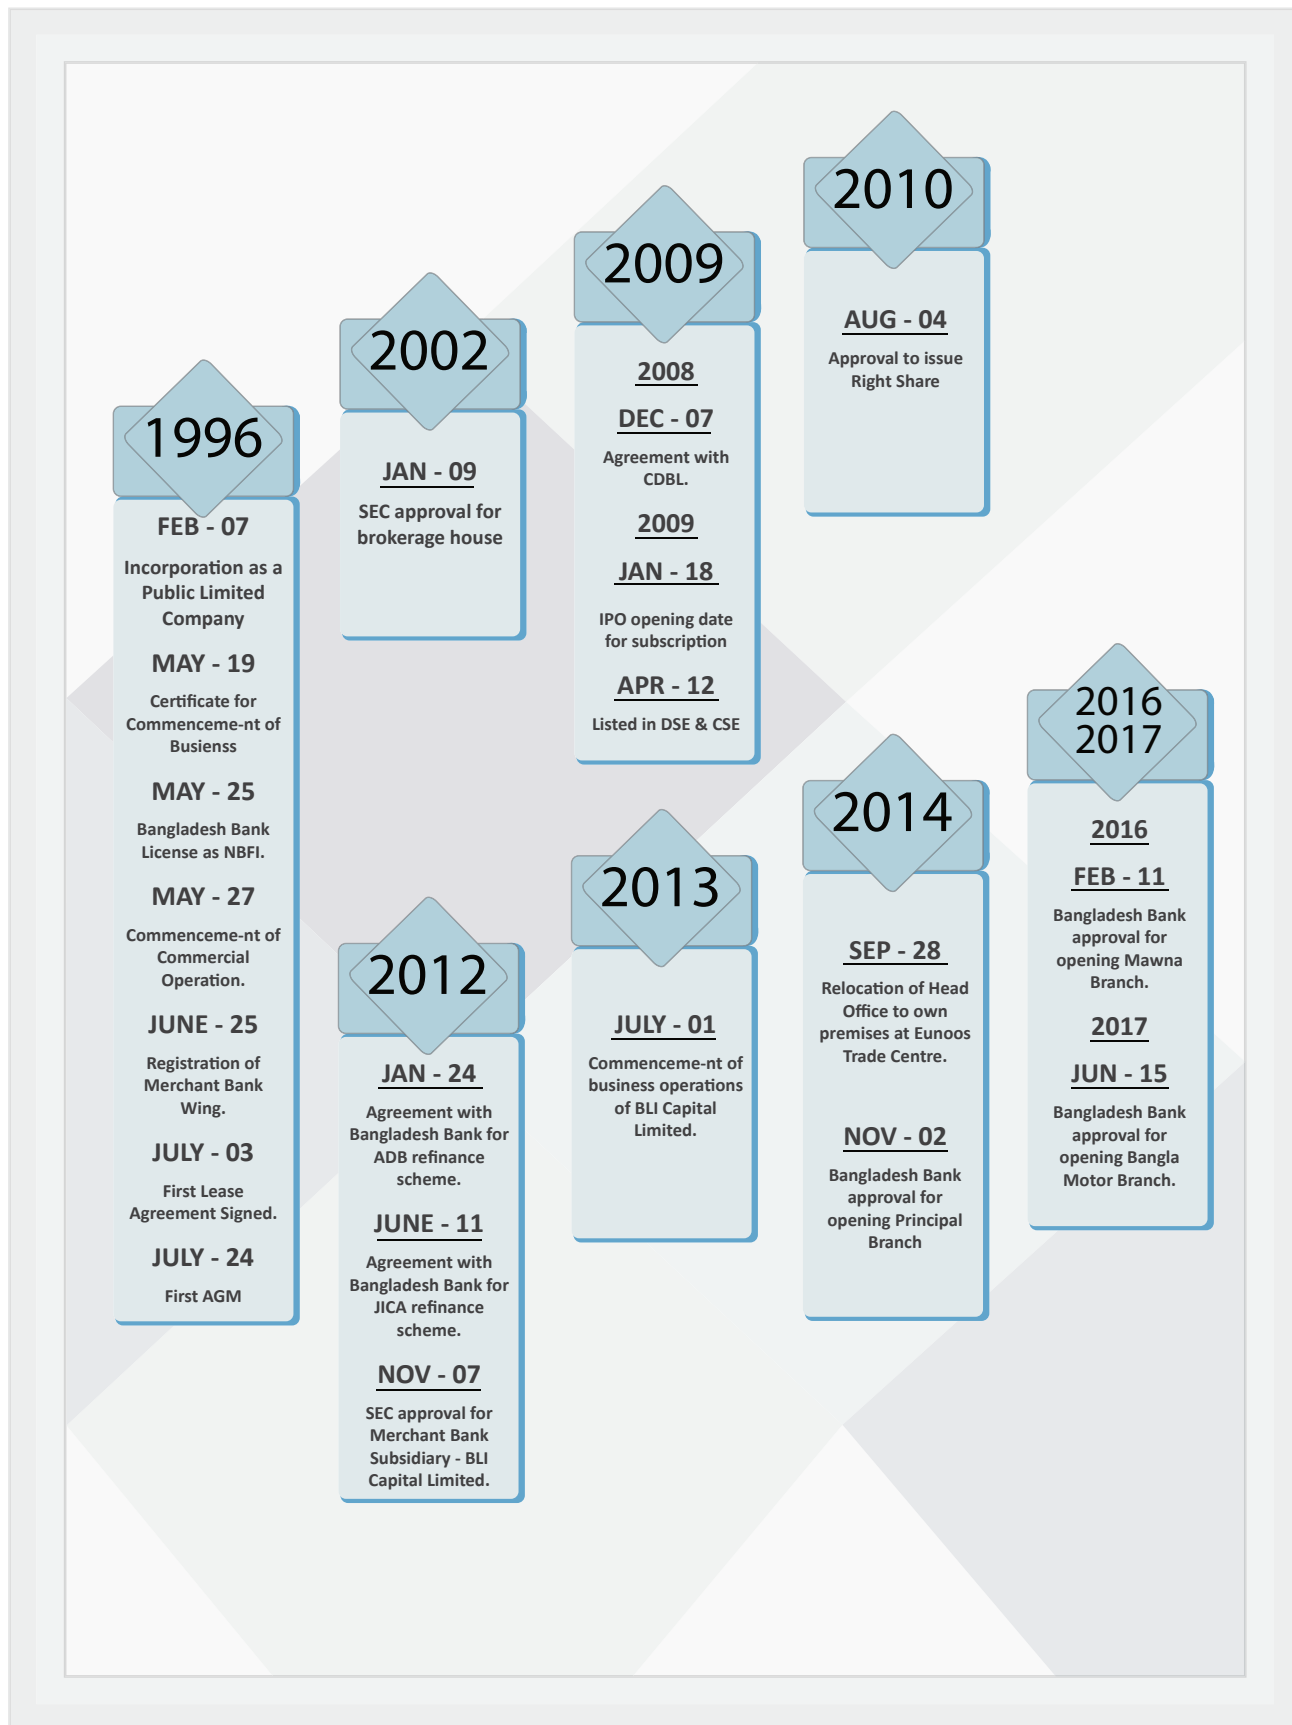 1996
FEB - 07
Incorporation as a
Public Limited
Company
MAY - 19
Certificate for
Commenceme-nt of
Busienss
MAY - 25
Bangladesh Bank
License as NBFI.
MAY - 27
Commenceme-nt of
Commercial
Operation.
JUNE - 25
Registration of
Merchant Bank
Wing.
JULY - 03
First Lease
Agreement Signed.
JULY - 24
First AGM
2002
JAN - 09
SEC approval for
brokerage house
2009
2008
DEC - 07
Agreement with
CDBL.
2009
JAN - 18
IPO opening date
for subscription
APR - 12
Listed in DSE & CSE
2010
AUG - 04
Approval to issue
Right Share
2012
JAN - 24
Agreement with
Bangladesh Bank for
ADB refinance
scheme.
JUNE - 11
Agreement with
Bangladesh Bank for
JICA refinance
scheme.
NOV - 07
SEC approval for
Merchant Bank
Subsidiary - BLI
Capital Limited.
2013
JULY - 01
Commenceme-nt of
business operations
of BLI Capital
Limited.
2014
SEP - 28
Relocation of Head
Office to own
premises at Eunoos
Trade Centre.
NOV - 02
Bangladesh Bank
approval for
opening Principal
Branch
2016
2017
2016
FEB - 11
Bangladesh Bank
approval for
opening Mawna
Branch.
2017
JUN - 15
Bangladesh Bank
approval for
opening Bangla
Motor Branch.